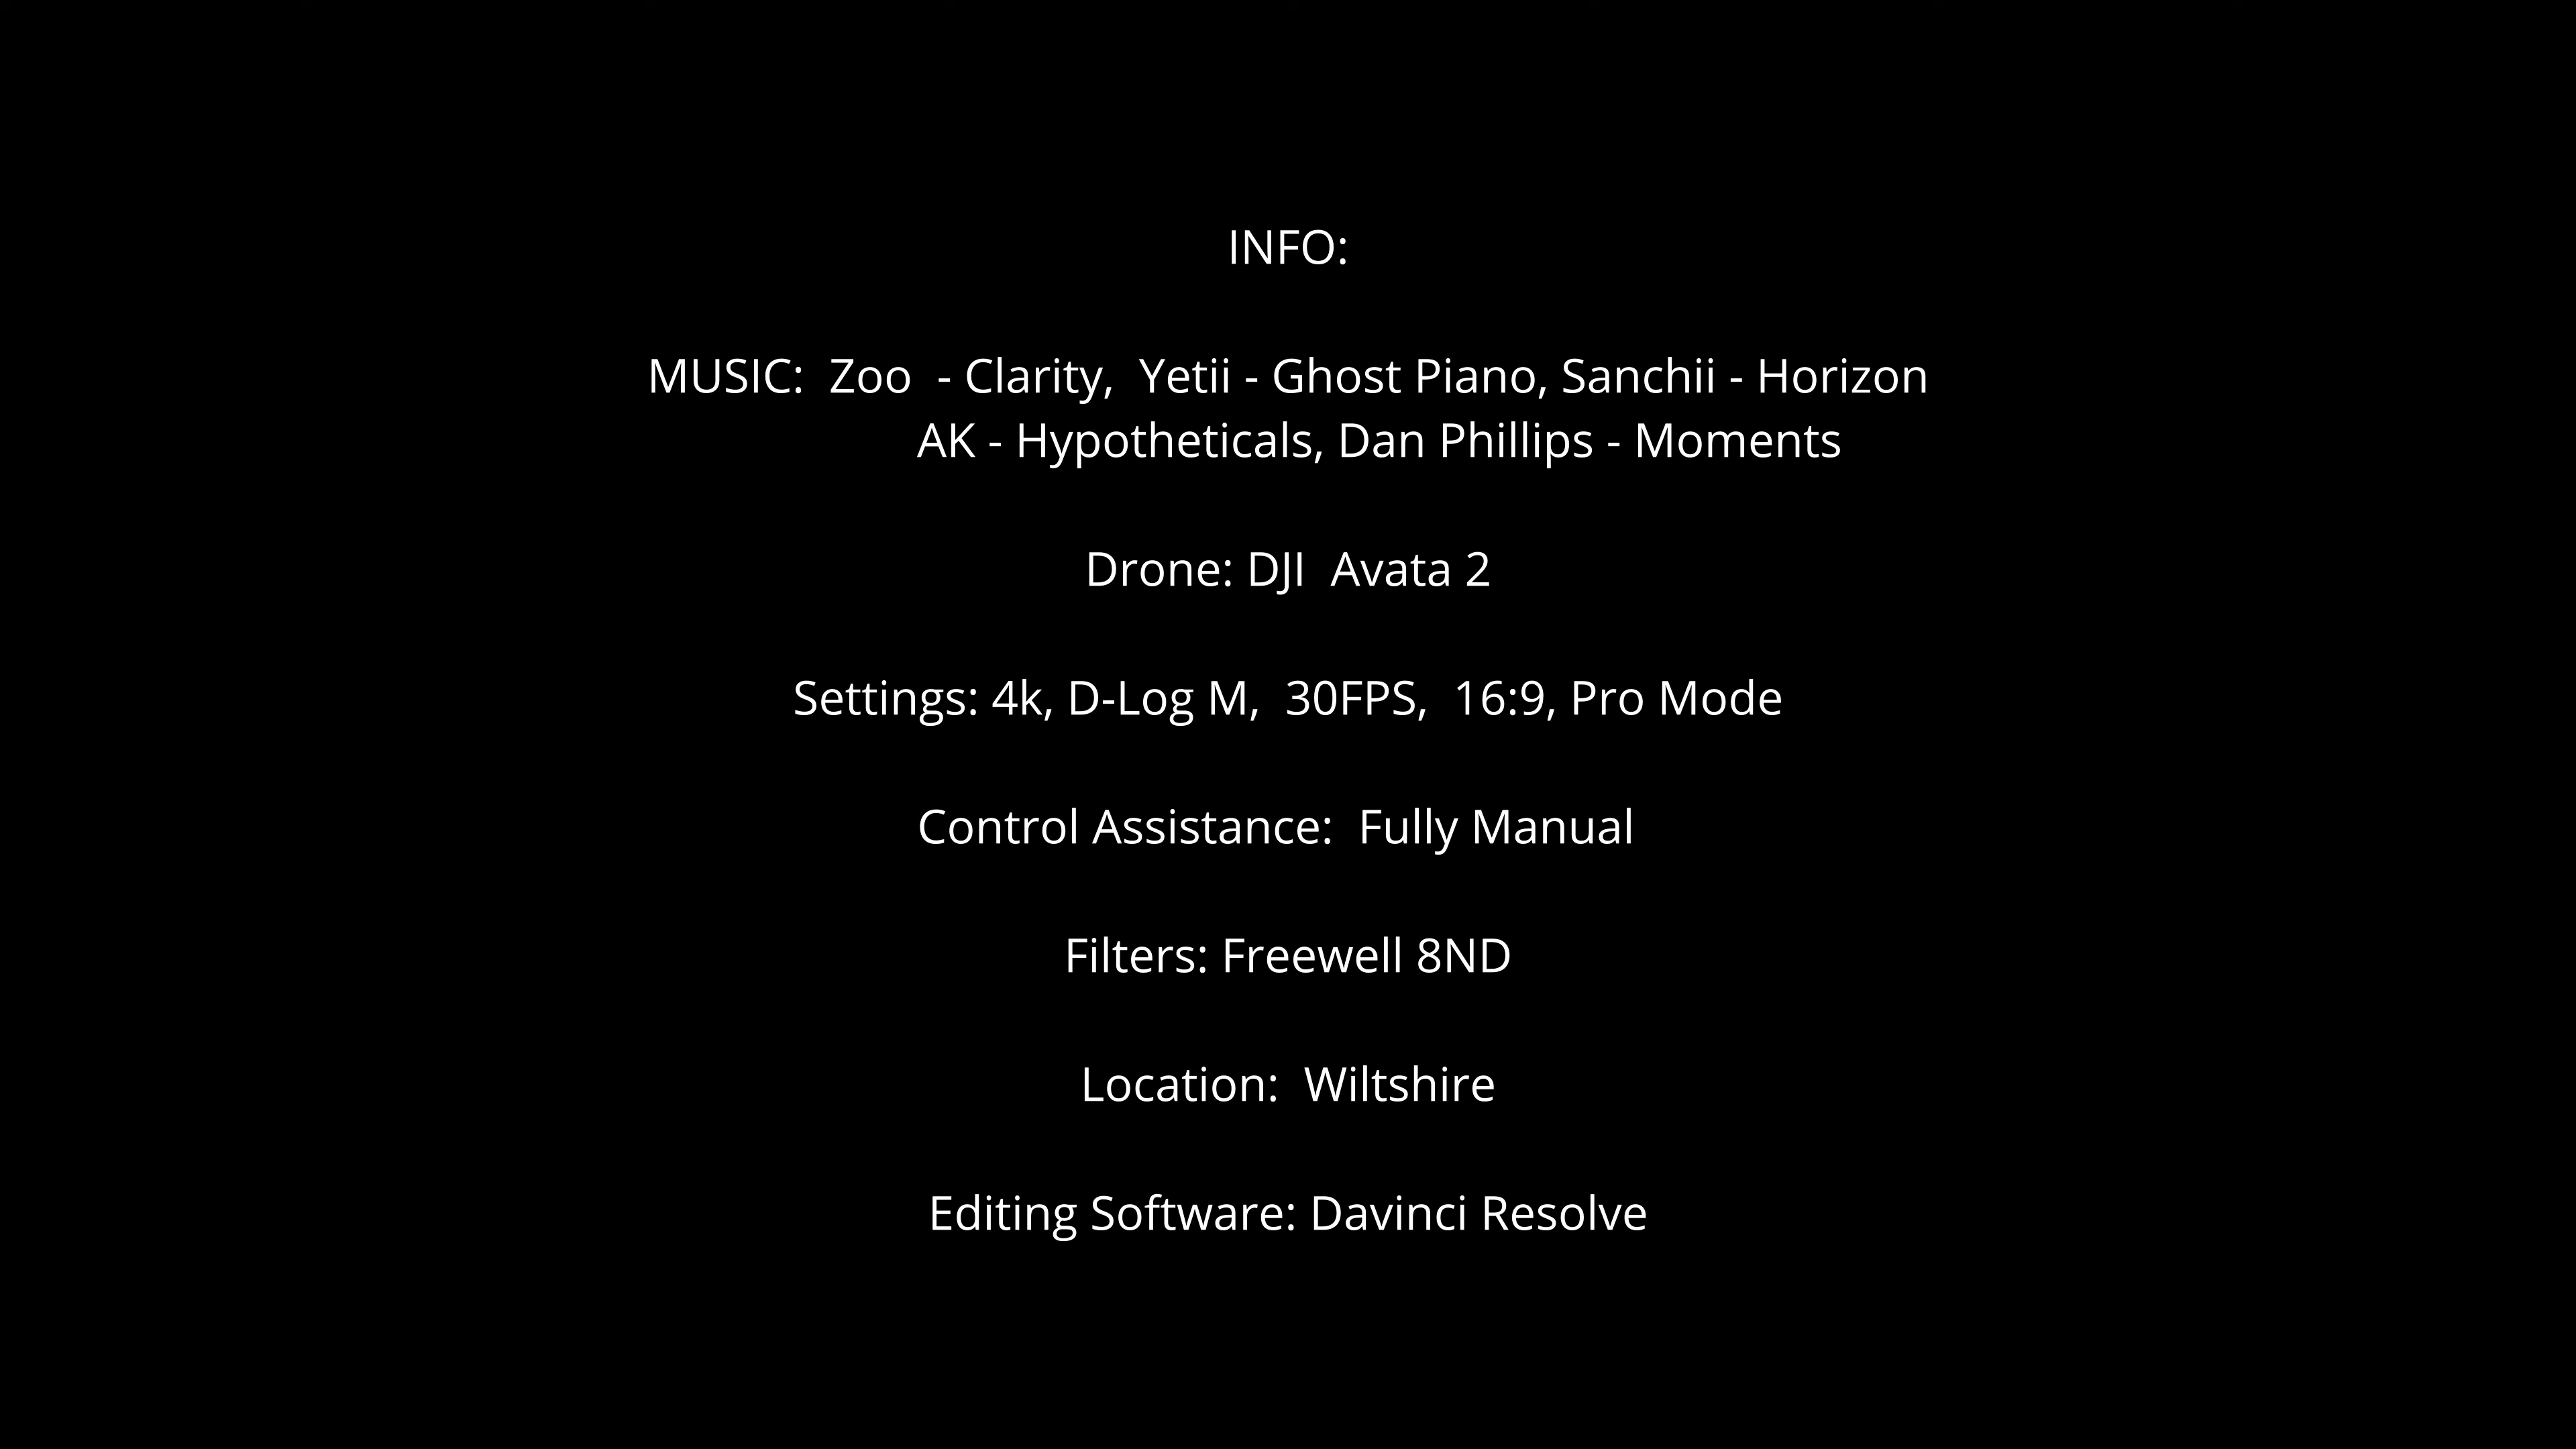 INFO:
MUSIC:  Zoo  - Clarity,  Yetii - Ghost Piano, Sanchii - Horizon
AK - Hypotheticals, Dan Phillips - Moments
Drone: DJI  Avata 2
Settings: 4k, D-Log M,  30FPS,  16:9, Pro Mode
Control Assistance:  Fully Manual
Filters: Freewell 8ND
Location:  Wiltshire
Editing Software: Davinci Resolve